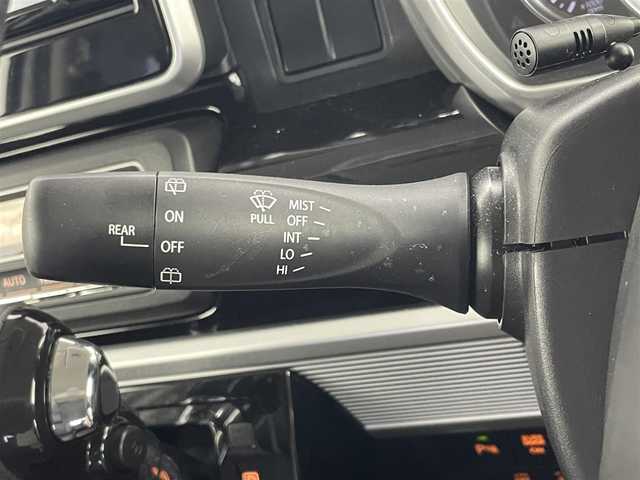 MIST
OFF
INT
LO
HI
PULL
ON
REAR
OFF
AUTO